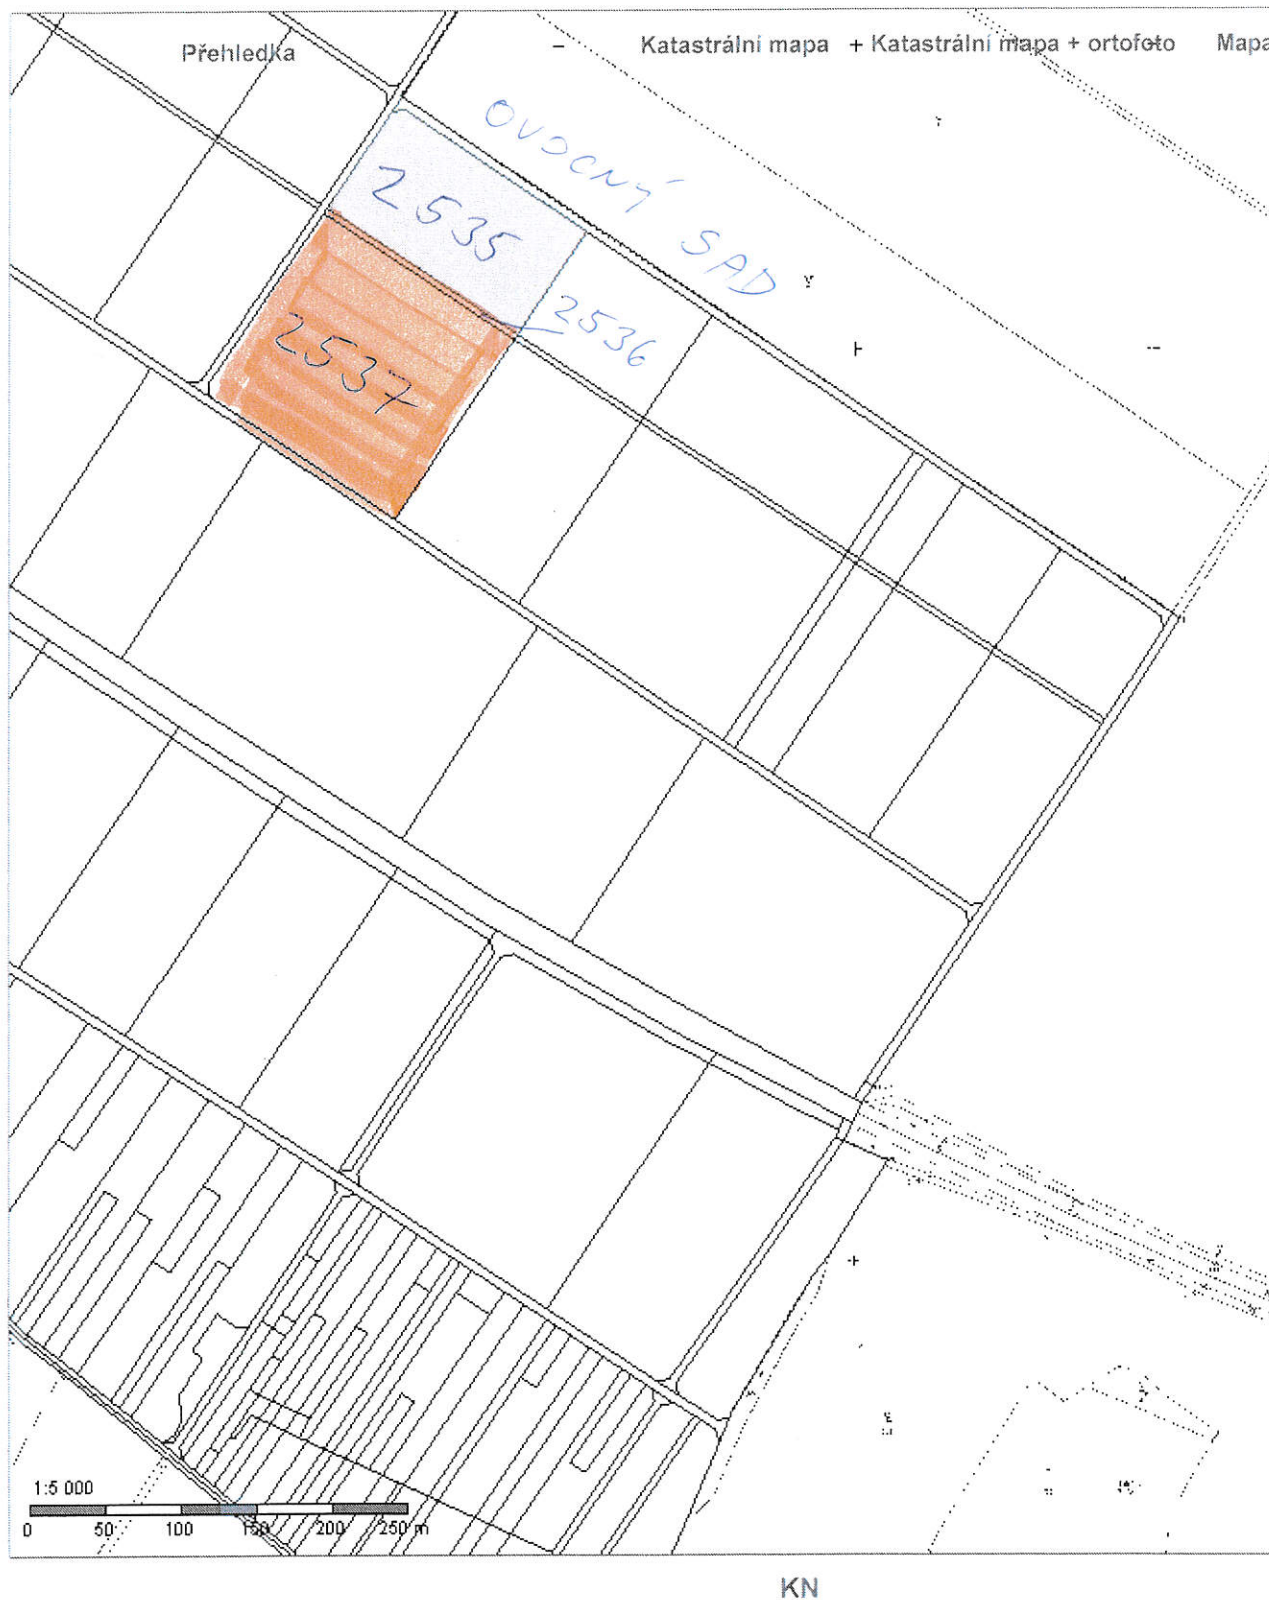 Přehledka
Katastrální mapa + Katastrální mapa + ortofoto Mapa
OVOCNÝ SAD
2535
2536
2537
1:5 000
0 50 100 150 200 250 m
KN